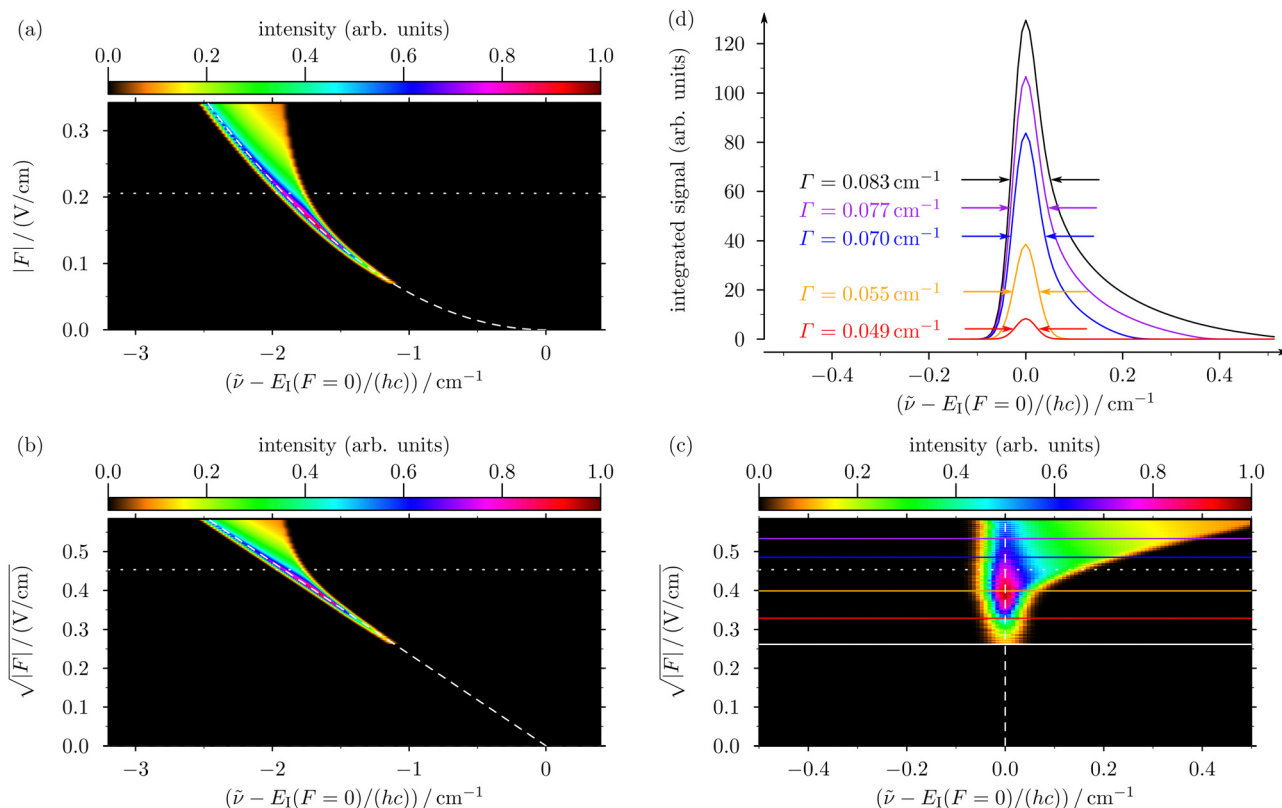 (a)
intensity (arb. units)
0.0 0.2 0.4 0.6 0.8 1.0
|F| / (V/cm)
0.3
0.2
0.1
0.0
−3 −2 −1 0
(ν̃ − E_I(F = 0)/(hc)) / cm⁻¹
(d)
integrated signal (arb. units)
120
100
80
60
40
20
0
Γ = 0.083 cm⁻¹
Γ = 0.077 cm⁻¹
Γ = 0.070 cm⁻¹
Γ = 0.055 cm⁻¹
Γ = 0.049 cm⁻¹
−0.4 −0.2 0.0 0.2 0.4
(ν̃ − E_I(F = 0)/(hc)) / cm⁻¹
(b)
intensity (arb. units)
0.0 0.2 0.4 0.6 0.8 1.0
√|F| / (V/cm)
0.5
0.4
0.3
0.2
0.1
0.0
−3 −2 −1 0
(ν̃ − E_I(F = 0)/(hc)) / cm⁻¹
(c)
intensity (arb. units)
0.0 0.2 0.4 0.6 0.8 1.0
√|F| / (V/cm)
0.5
0.4
0.3
0.2
0.1
0.0
−0.4 −0.2 0.0 0.2 0.4
(ν̃ − E_I(F = 0)/(hc)) / cm⁻¹